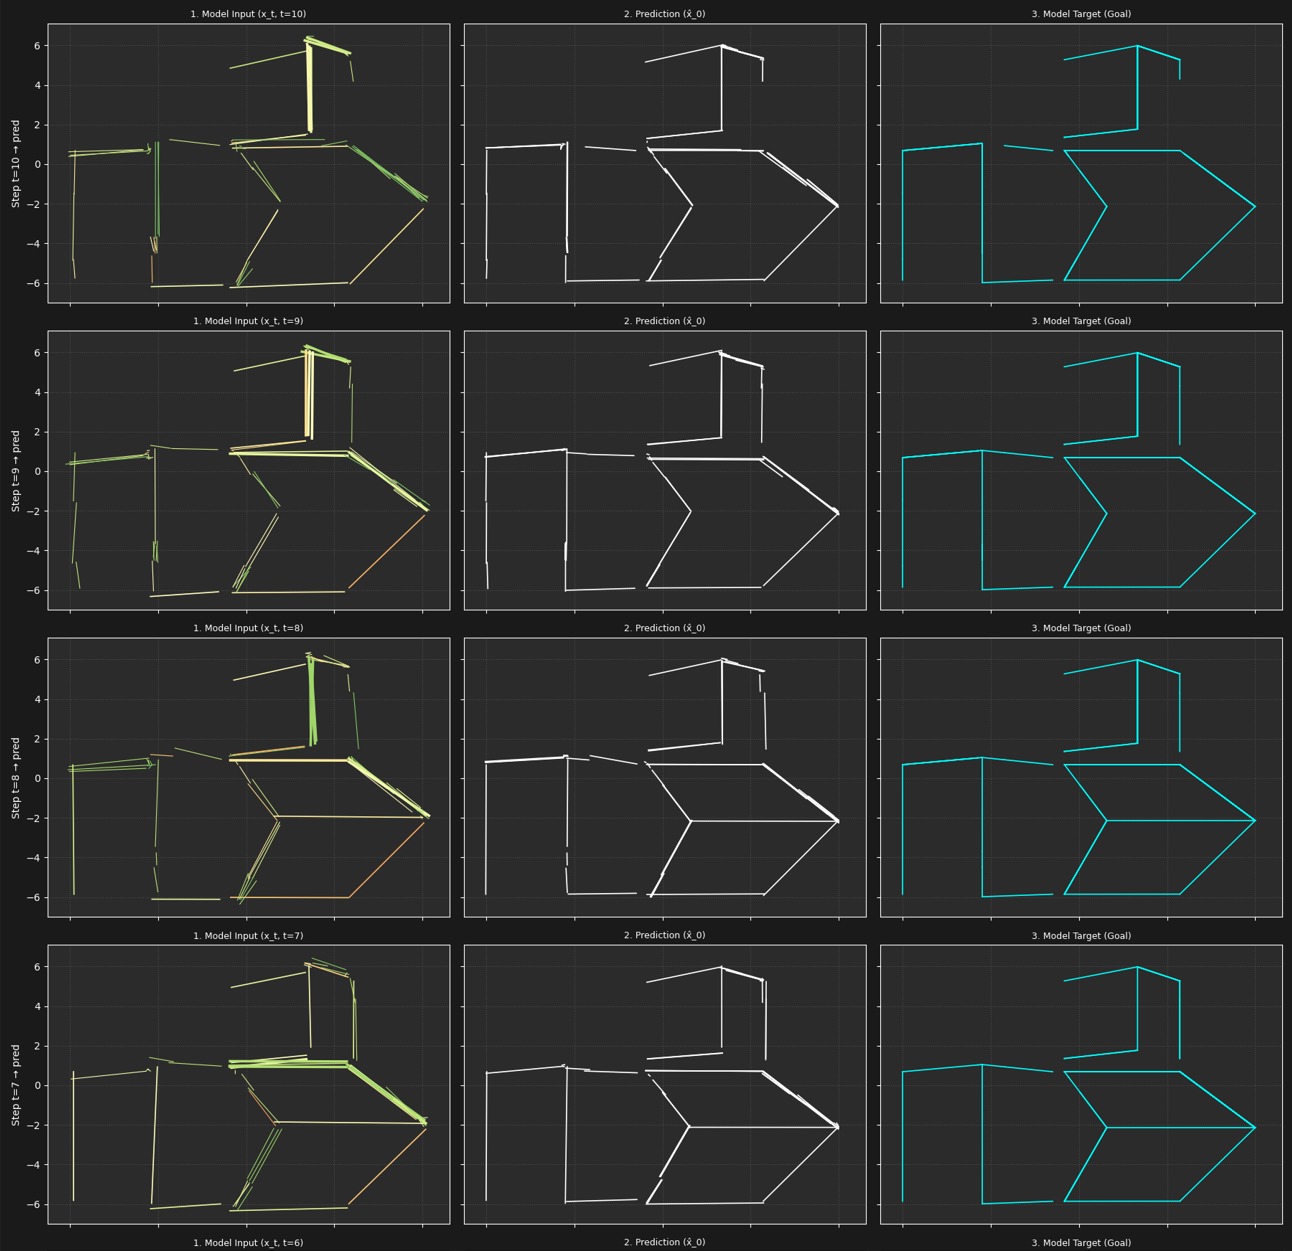 1. Model Input (x_t, t=10)
2. Prediction (x̂_0)
3. Model Target (Goal)
Step t=10 → pred
6
4
2
0
−2
−4
−6
1. Model Input (x_t, t=9)
2. Prediction (x̂_0)
3. Model Target (Goal)
Step t=9 → pred
6
4
2
0
−2
−4
−6
1. Model Input (x_t, t=8)
2. Prediction (x̂_0)
3. Model Target (Goal)
Step t=8 → pred
6
4
2
0
−2
−4
−6
1. Model Input (x_t, t=7)
2. Prediction (x̂_0)
3. Model Target (Goal)
Step t=7 → pred
6
4
2
0
−2
−4
−6
1. Model Input (x_t, t=6)
2. Prediction (x̂_0)
3. Model Target (Goal)